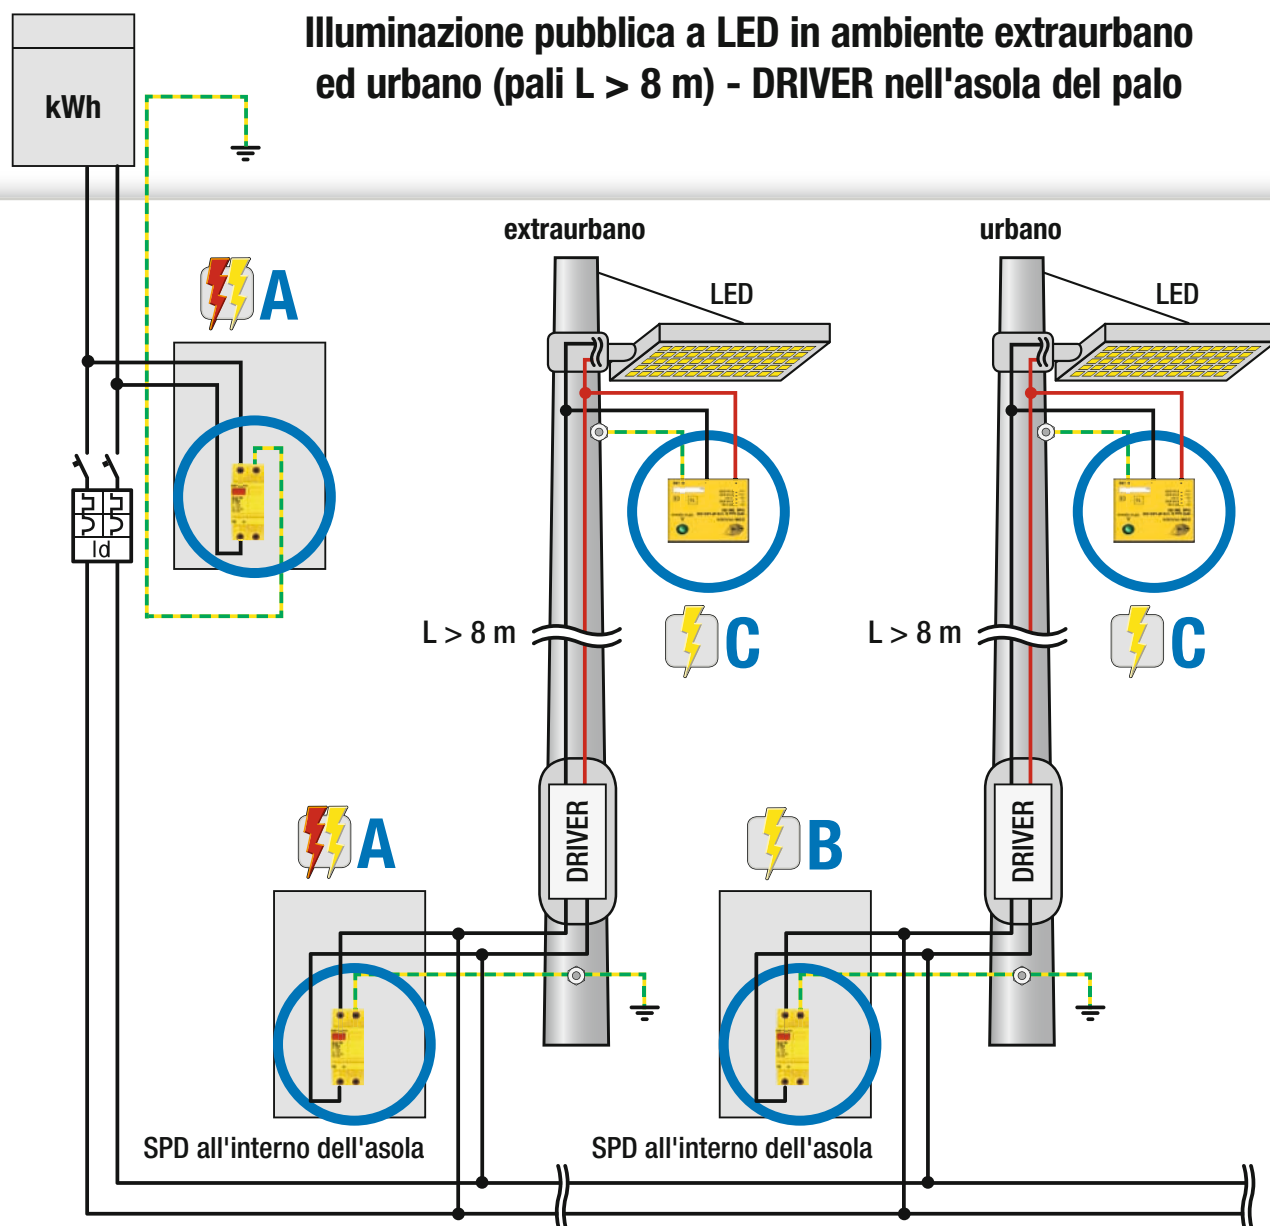 Illuminazione pubblica a LED in ambiente extraurbano
ed urbano (pali L > 8 m) - DRIVER nell'asola del palo
kWh
extraurbano
urbano
A
LED
LED
Id
L > 8 m
C
L > 8 m
C
A
DRIVER
B
DRIVER
SPD all'interno dell'asola
SPD all'interno dell'asola